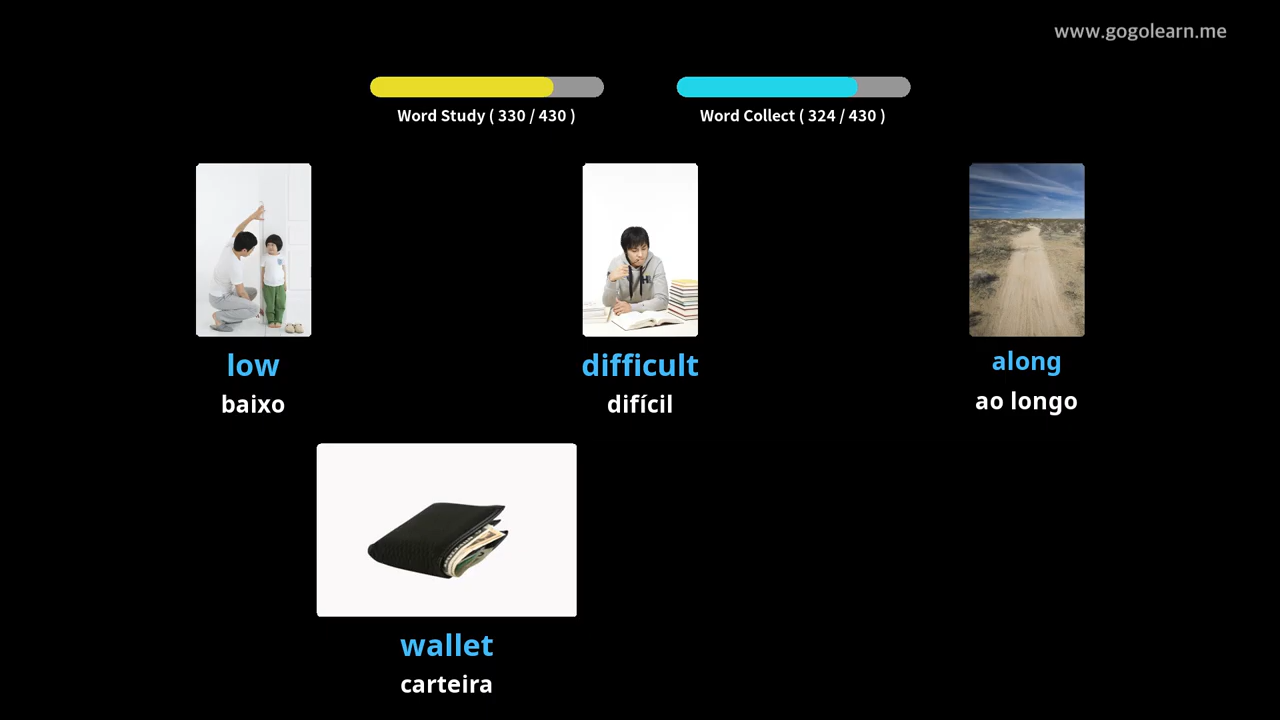 www.gogolearn.me
Word Study ( 330 / 430 )
Word Collect ( 324 / 430 )
low
baixo
difficult
difícil
along
ao longo
wallet
carteira